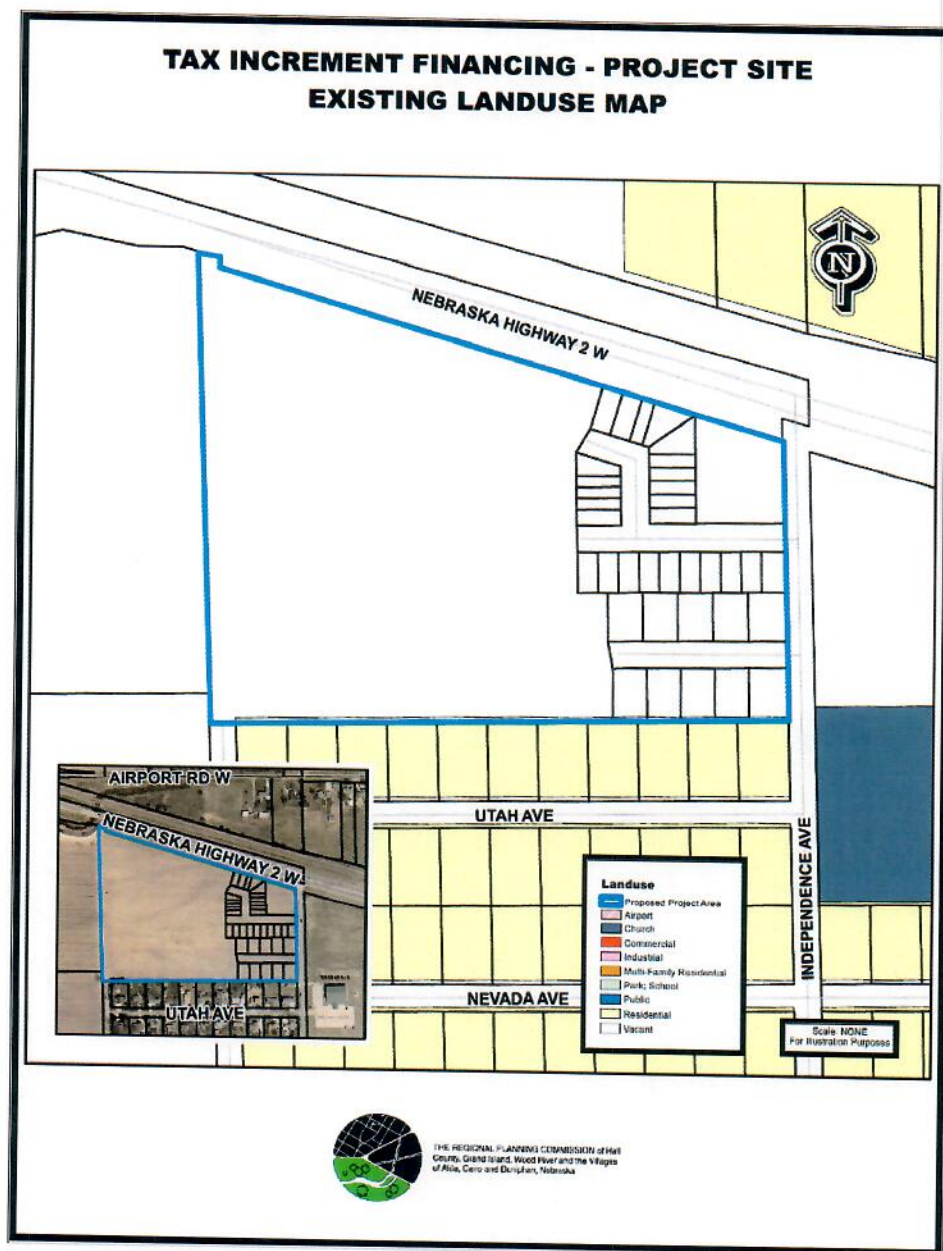 TAX INCREMENT FINANCING - PROJECT SITE
EXISTING LANDUSE MAP
N
NEBRASKA HIGHWAY 2 W
UTAH AVE
INDEPENDENCE AVE
NEVADA AVE
AIRPORT RD W
NEBRASKA HIGHWAY 2 W
UTAH AVE
Landuse
Proposed Project Area
Airport
Church
Commercial
Industrial
Multi-Family Residential
Park; School
Public
Residential
Vacant
Scale: NONE
For Illustration Purposes
THE REGIONAL PLANNING COMMISSION of Hall
County, Grand Island, Wood River and the Villages
of Alda, Cairo and Doniphan, Nebraska